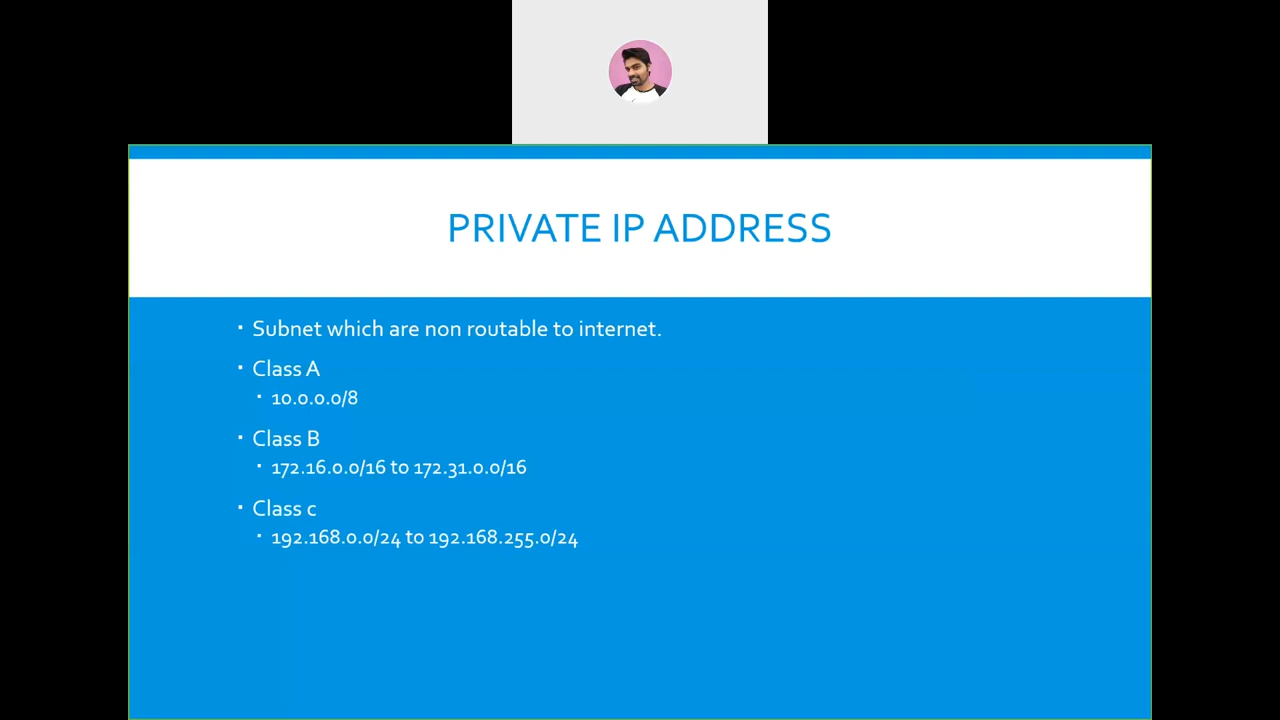 PRIVATE IP ADDRESS
▪ Subnet which are non routable to internet.
▪ Class A
▪ 10.0.0.0/8
▪ Class B
▪ 172.16.0.0/16 to 172.31.0.0/16
▪ Class c
▪ 192.168.0.0/24 to 192.168.255.0/24